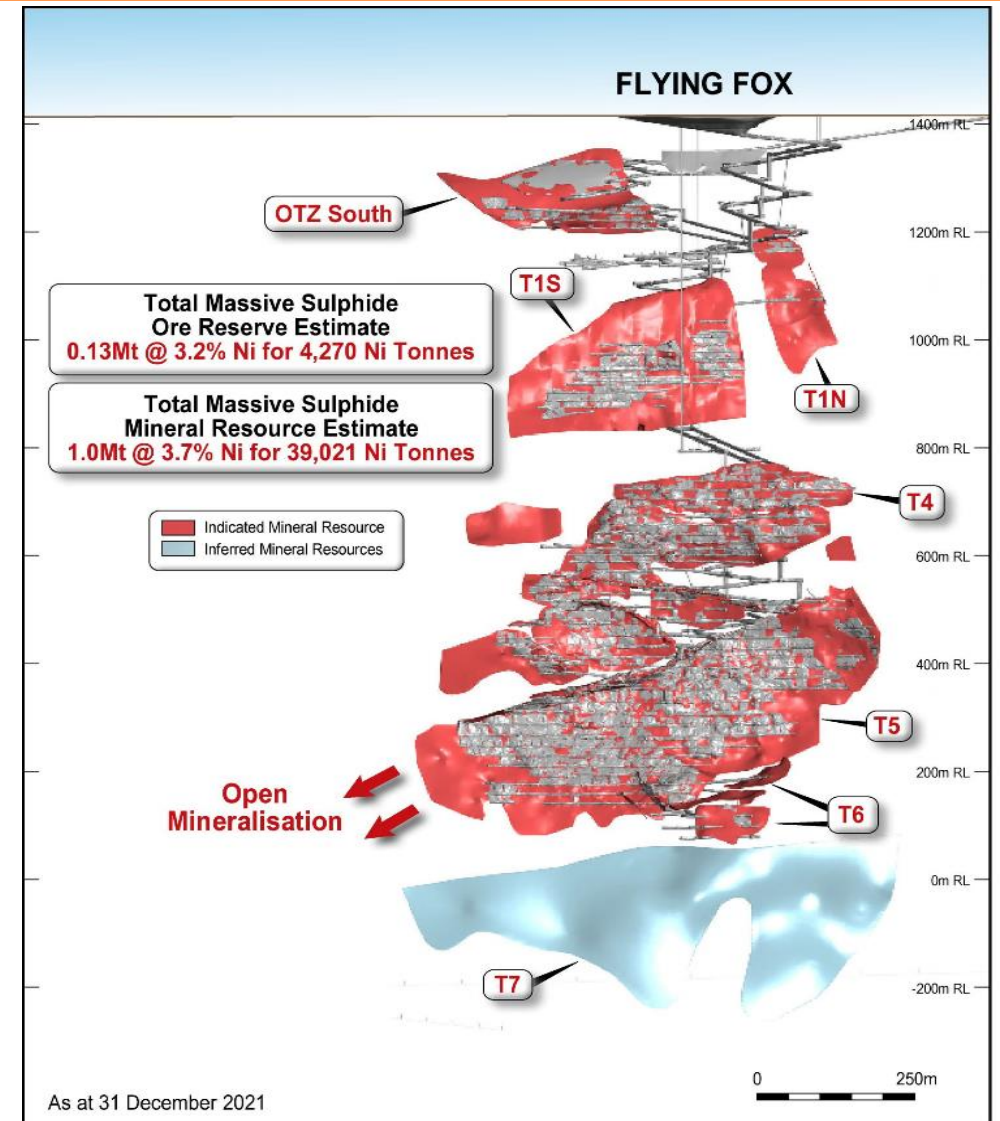 FLYING FOX
1400m RL
OTZ South
1200m RL
T1S
Total Massive Sulphide
Ore Reserve Estimate
0.13Mt @ 3.2% Ni for 4,270 Ni Tonnes
1000m RL
T1N
Total Massive Sulphide
Mineral Resource Estimate
1.0Mt @ 3.7% Ni for 39,021 Ni Tonnes
800m RL
T4
Indicated Mineral Resource
Inferred Mineral Resources
600m RL
400m RL
T5
200m RL
Open
Mineralisation
T6
0m RL
T7
-200m RL
0 250m
As at 31 December 2021